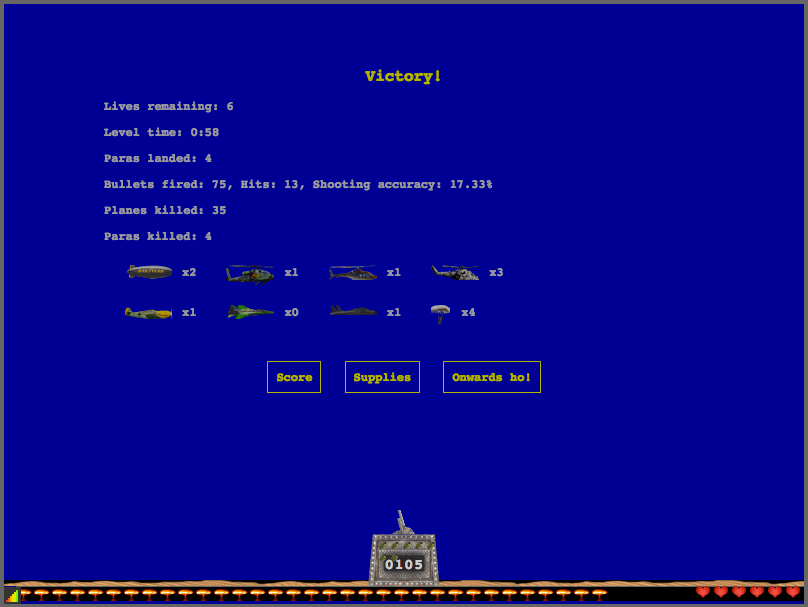 Victory!
Lives remaining: 6
Level time: 0:58
Paras landed: 4
Bullets fired: 75, Hits: 13, Shooting accuracy: 17.33%
Planes killed: 35
Paras killed: 4
x2 x1 x1 x3
x1 x0 x1 x4
Score Supplies Onwards ho!
0105